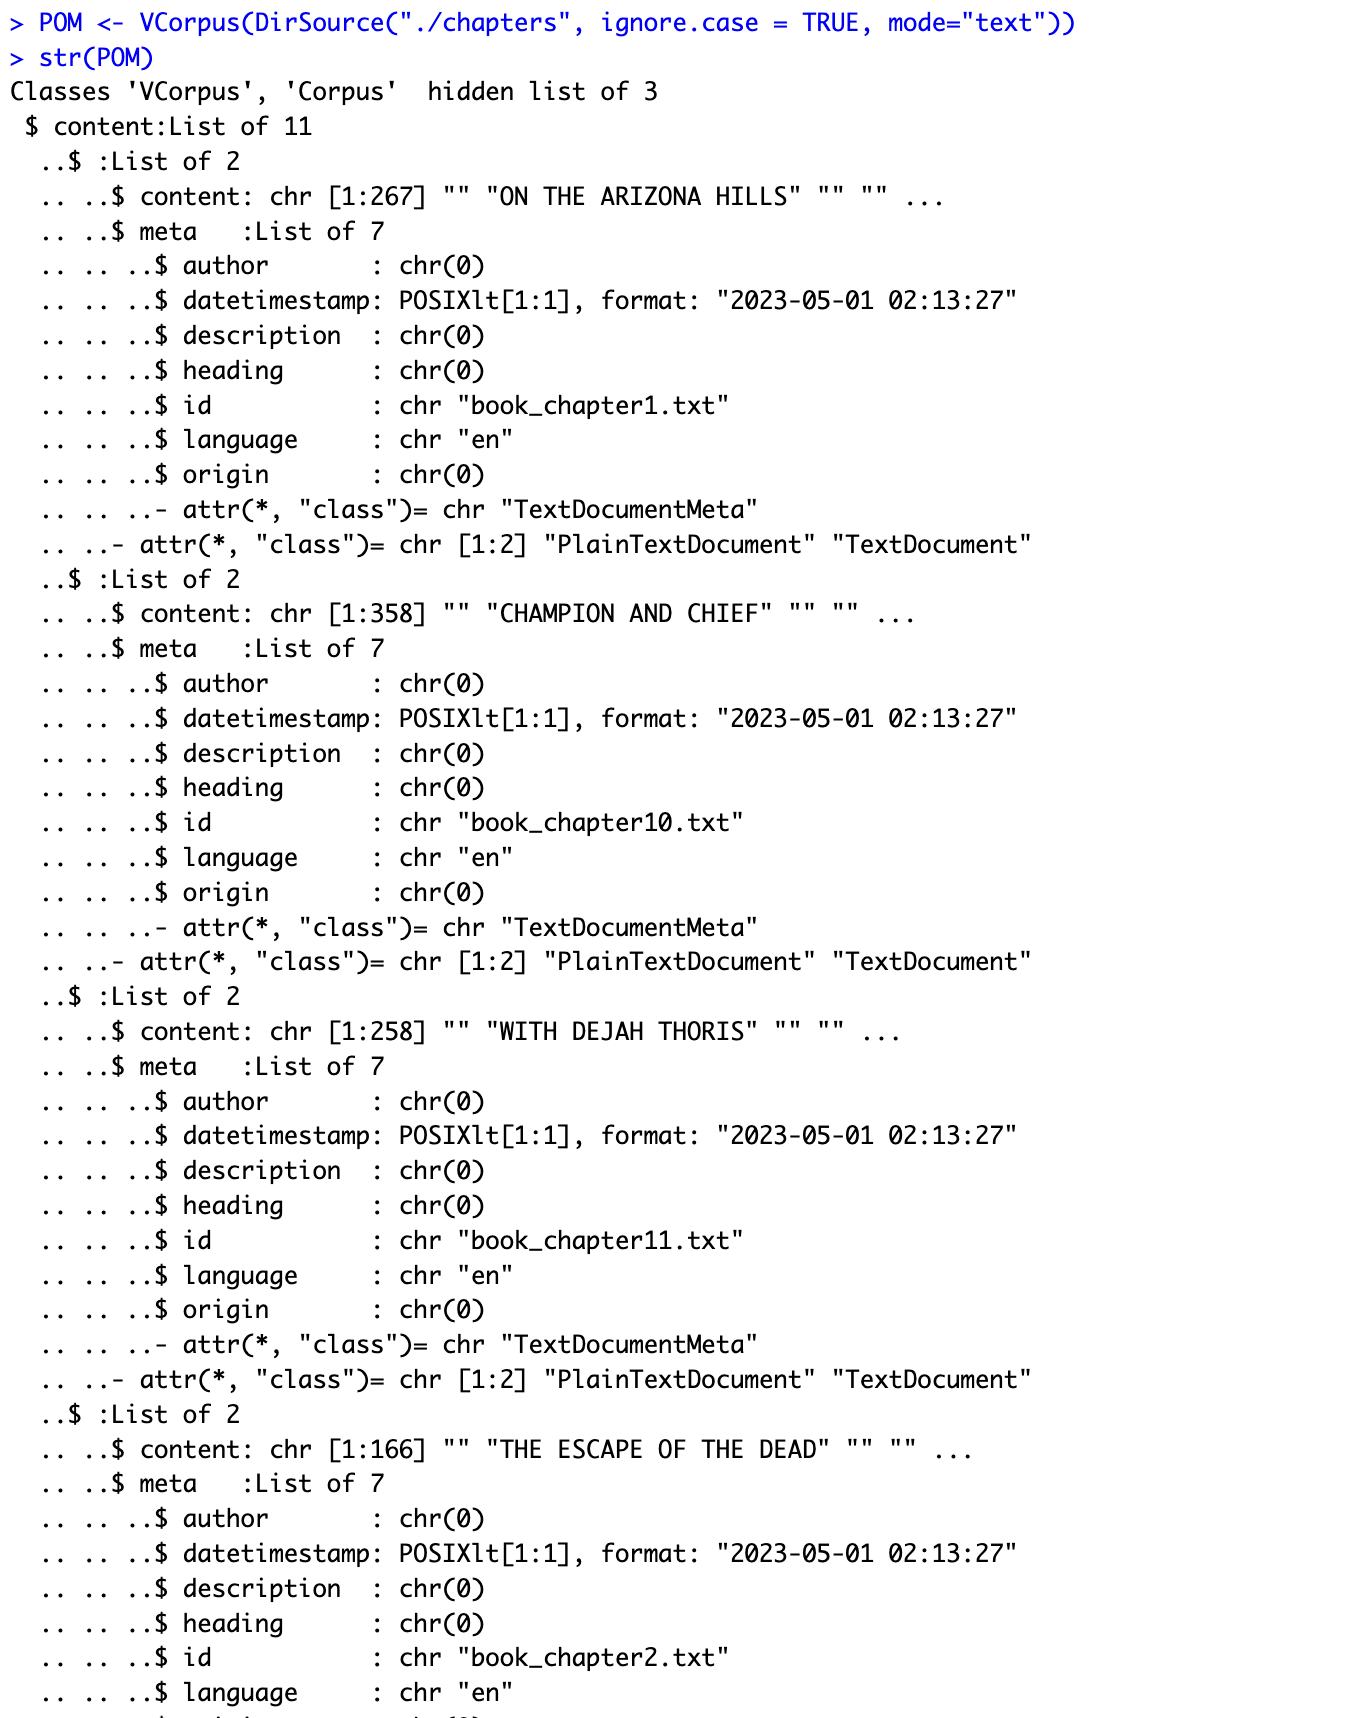 > POM <- VCorpus(DirSource("./chapters", ignore.case = TRUE, mode="text"))
> str(POM)
Classes 'VCorpus', 'Corpus'  hidden list of 3
 $ content:List of 11
  ..$ :List of 2
  .. ..$ content: chr [1:267] "" "ON THE ARIZONA HILLS" "" "" ...
  .. ..$ meta   :List of 7
  .. .. ..$ author       : chr(0)
  .. .. ..$ datetimestamp: POSIXlt[1:1], format: "2023-05-01 02:13:27"
  .. .. ..$ description  : chr(0)
  .. .. ..$ heading      : chr(0)
  .. .. ..$ id           : chr "book_chapter1.txt"
  .. .. ..$ language     : chr "en"
  .. .. ..$ origin       : chr(0)
  .. .. ..- attr(*, "class")= chr "TextDocumentMeta"
  .. ..- attr(*, "class")= chr [1:2] "PlainTextDocument" "TextDocument"
  ..$ :List of 2
  .. ..$ content: chr [1:358] "" "CHAMPION AND CHIEF" "" "" ...
  .. ..$ meta   :List of 7
  .. .. ..$ author       : chr(0)
  .. .. ..$ datetimestamp: POSIXlt[1:1], format: "2023-05-01 02:13:27"
  .. .. ..$ description  : chr(0)
  .. .. ..$ heading      : chr(0)
  .. .. ..$ id           : chr "book_chapter10.txt"
  .. .. ..$ language     : chr "en"
  .. .. ..$ origin       : chr(0)
  .. .. ..- attr(*, "class")= chr "TextDocumentMeta"
  .. ..- attr(*, "class")= chr [1:2] "PlainTextDocument" "TextDocument"
  ..$ :List of 2
  .. ..$ content: chr [1:258] "" "WITH DEJAH THORIS" "" "" ...
  .. ..$ meta   :List of 7
  .. .. ..$ author       : chr(0)
  .. .. ..$ datetimestamp: POSIXlt[1:1], format: "2023-05-01 02:13:27"
  .. .. ..$ description  : chr(0)
  .. .. ..$ heading      : chr(0)
  .. .. ..$ id           : chr "book_chapter11.txt"
  .. .. ..$ language     : chr "en"
  .. .. ..$ origin       : chr(0)
  .. .. ..- attr(*, "class")= chr "TextDocumentMeta"
  .. ..- attr(*, "class")= chr [1:2] "PlainTextDocument" "TextDocument"
  ..$ :List of 2
  .. ..$ content: chr [1:166] "" "THE ESCAPE OF THE DEAD" "" "" ...
  .. ..$ meta   :List of 7
  .. .. ..$ author       : chr(0)
  .. .. ..$ datetimestamp: POSIXlt[1:1], format: "2023-05-01 02:13:27"
  .. .. ..$ description  : chr(0)
  .. .. ..$ heading      : chr(0)
  .. .. ..$ id           : chr "book_chapter2.txt"
  .. .. ..$ language     : chr "en"